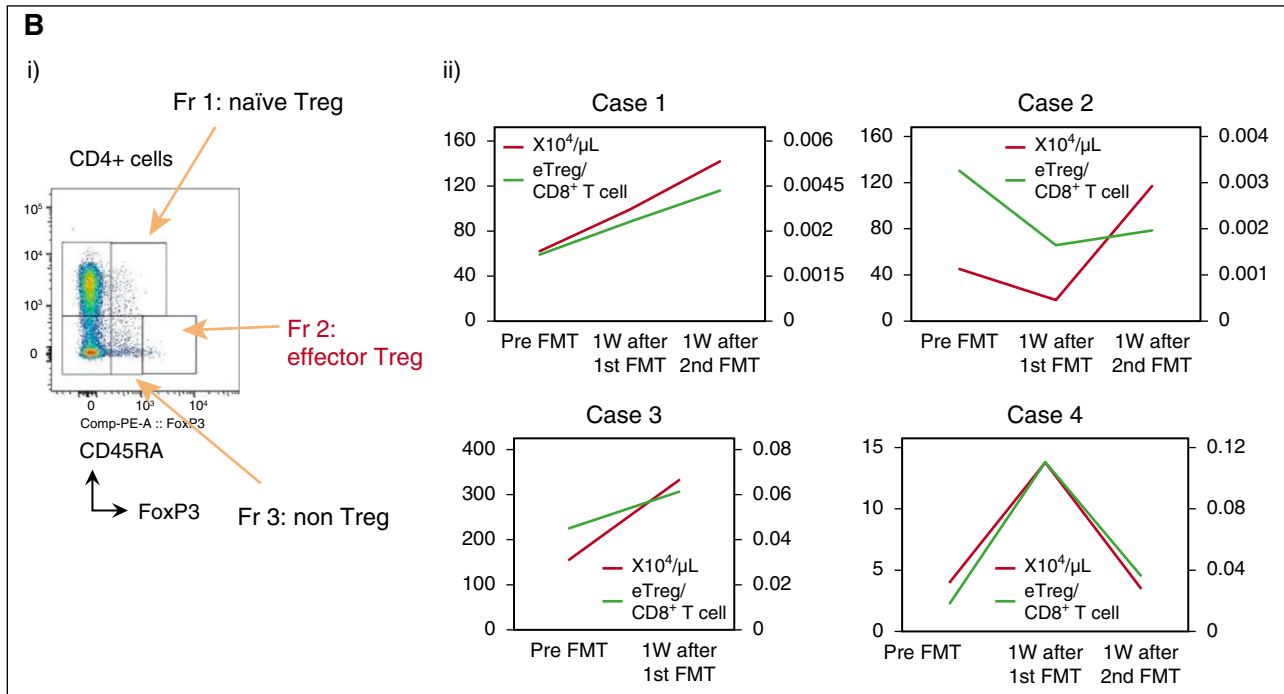 B
i)
Fr 1: naïve Treg
CD4+ cells
10⁵
10⁴
10³
0
0
10³
10⁴
Comp-PE-A :: FoxP3
CD45RA
FoxP3
Fr 2:
effector Treg
Fr 3: non Treg
ii)
Case 1
160
120
80
40
0
X10⁴/µL
eTreg/
CD8⁺ T cell
0.006
0.0045
0.002
0.0015
0
Pre FMT
1W after
1st FMT
1W after
2nd FMT
Case 2
160
120
80
40
0
X10⁴/µL
eTreg/
CD8⁺ T cell
0.004
0.003
0.002
0.001
0
Pre FMT
1W after
1st FMT
1W after
2nd FMT
Case 3
400
300
200
100
0
X10⁴/µL
eTreg/
CD8⁺ T cell
0.08
0.06
0.04
0.02
0
Pre FMT
1W after
1st FMT
Case 4
15
10
5
0
X10⁴/µL
eTreg/
CD8⁺ T cell
0.12
0.08
0.04
0
Pre FMT
1W after
1st FMT
1W after
2nd FMT